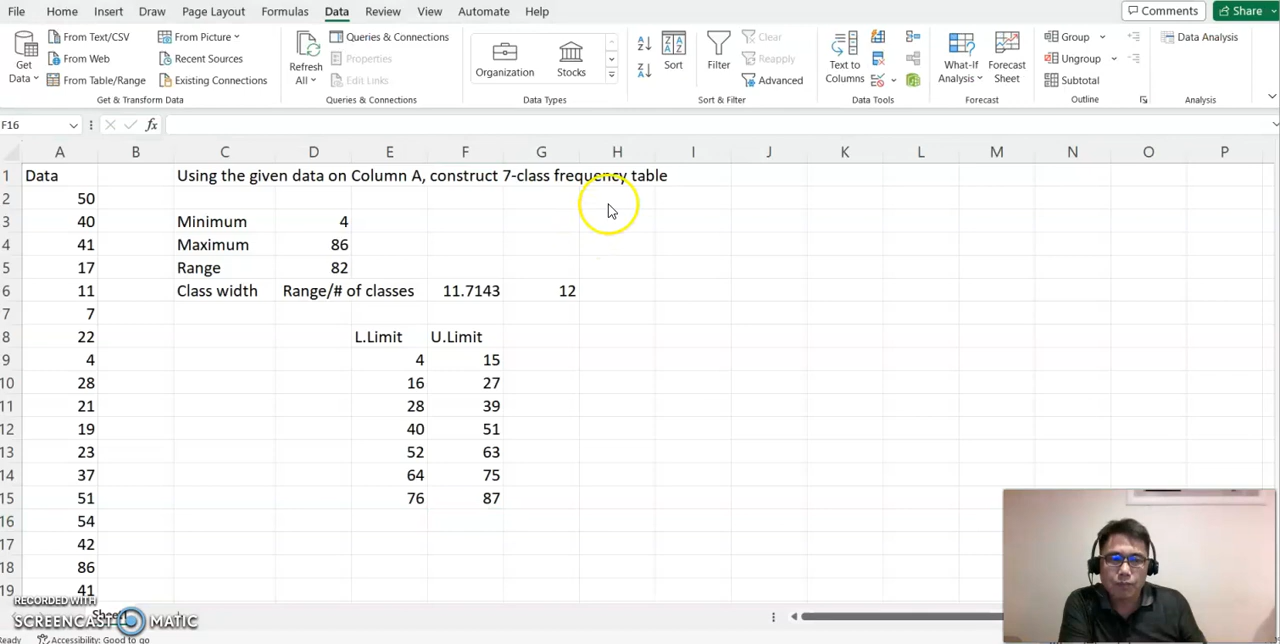 File Home Insert Draw Page Layout Formulas Data Review View Automate Help Comments Share
Get Data
From Text/CSV
From Web
From Table/Range
From Picture
Recent Sources
Existing Connections
Get & Transform Data
Refresh All
Queries & Connections
Properties
Edit Links
Queries & Connections
Organization
Stocks
Data Types
Sort
Filter
Clear
Reapply
Advanced
Sort & Filter
Text to Columns
Data Tools
What-If Analysis
Forecast Sheet
Forecast
Group
Ungroup
Subtotal
Outline
Data Analysis
Analysis
F16 fx
A B C D E F G H I J K L M N O P
1 Data Using the given data on Column A, construct 7-class frequency table
2 50
3 40 Minimum 4
4 41 Maximum 86
5 17 Range 82
6 11 Class width Range/# of classes 11.7143 12
7 7
8 22 L.Limit U.Limit
9 4 4 15
10 28 16 27
11 21 28 39
12 19 40 51
13 23 52 63
14 37 64 75
15 51 76 87
16 54
17 42
18 86
19 41
RECORDED WITH
SCREENCAST MATIC
Sheet1
Ready Accessibility: Good to go